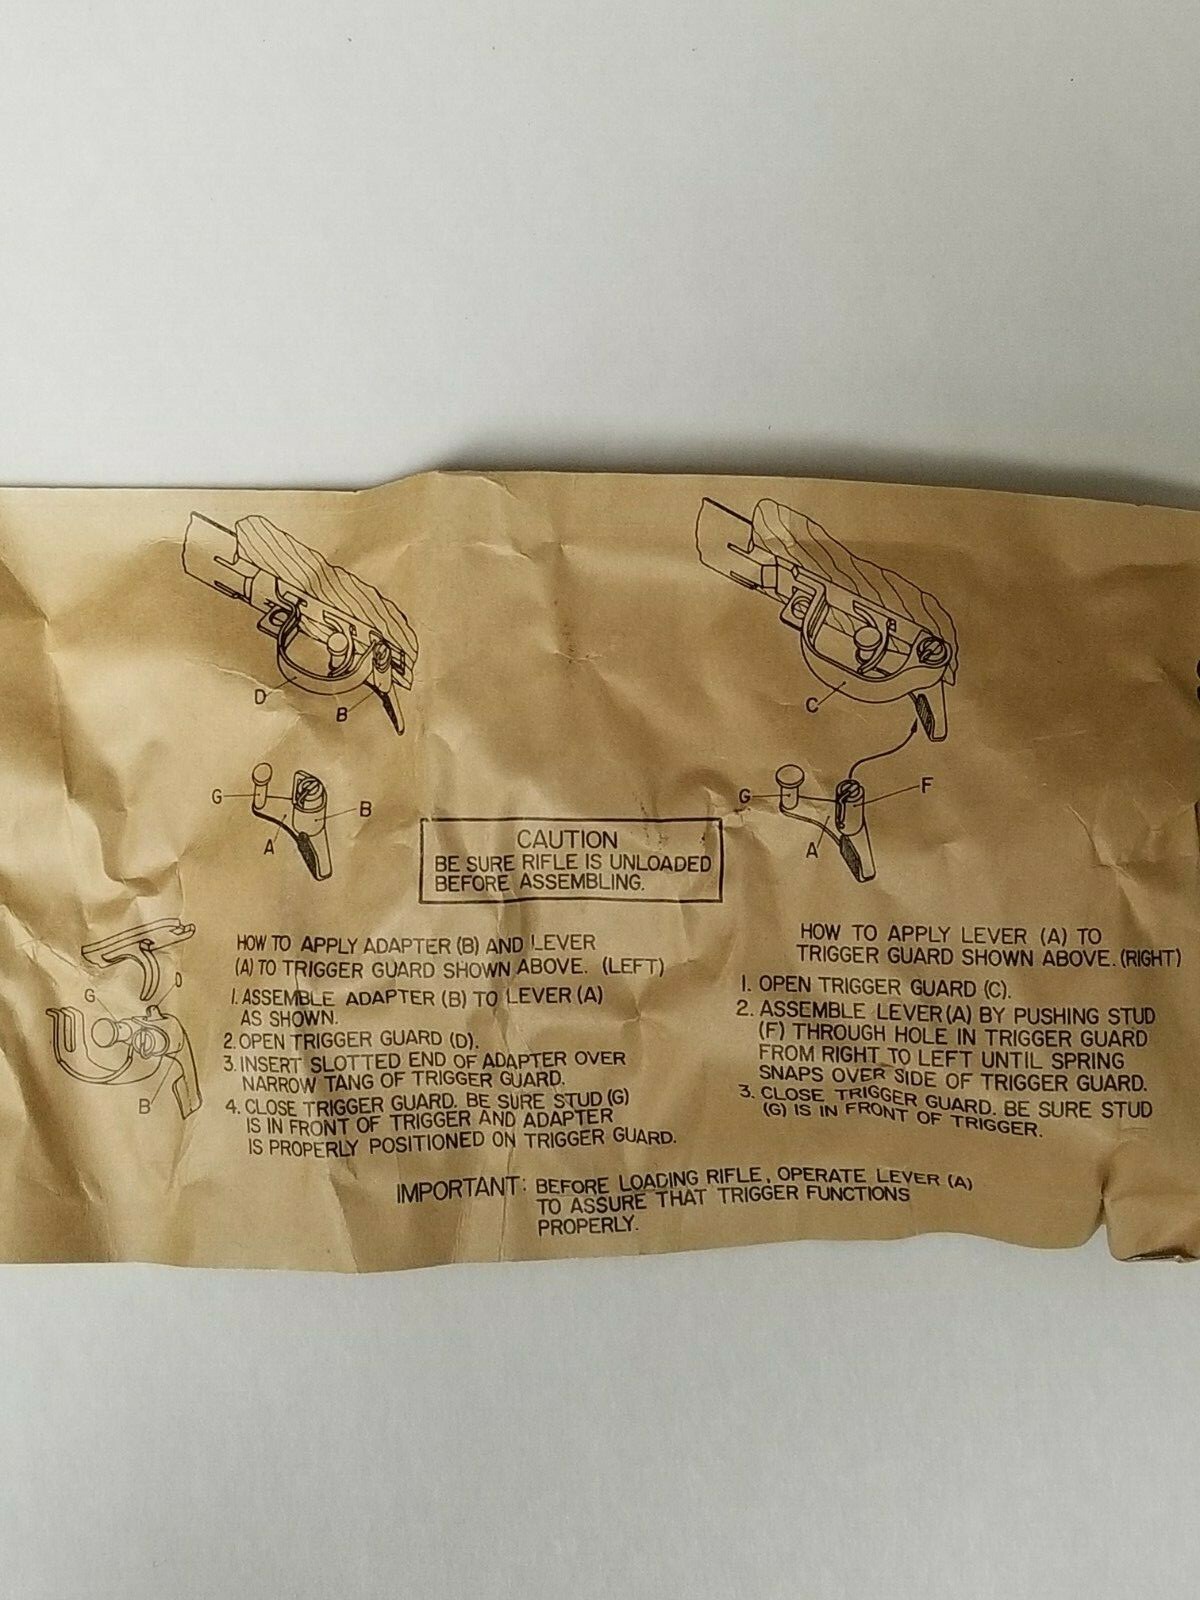 D
B
C
G
B
A
G
F
A
CAUTION
BE SURE RIFLE IS UNLOADED
BEFORE ASSEMBLING.
G
D
B
HOW TO APPLY ADAPTER (B) AND LEVER
(A) TO TRIGGER GUARD SHOWN ABOVE. (LEFT)
1. ASSEMBLE ADAPTER (B) TO LEVER (A)
AS SHOWN.
2. OPEN TRIGGER GUARD (D).
3. INSERT SLOTTED END OF ADAPTER OVER
NARROW TANG OF TRIGGER GUARD.
4. CLOSE TRIGGER GUARD. BE SURE STUD (G)
IS IN FRONT OF TRIGGER AND ADAPTER
IS PROPERLY POSITIONED ON TRIGGER GUARD.
HOW TO APPLY LEVER (A) TO
TRIGGER GUARD SHOWN ABOVE. (RIGHT)
1. OPEN TRIGGER GUARD (C).
2. ASSEMBLE LEVER (A) BY PUSHING STUD
(F) THROUGH HOLE IN TRIGGER GUARD
FROM RIGHT TO LEFT UNTIL SPRING
SNAPS OVER SIDE OF TRIGGER GUARD.
3. CLOSE TRIGGER GUARD. BE SURE STUD
(G) IS IN FRONT OF TRIGGER.
IMPORTANT: BEFORE LOADING RIFLE, OPERATE LEVER (A)
TO ASSURE THAT TRIGGER FUNCTIONS
PROPERLY.